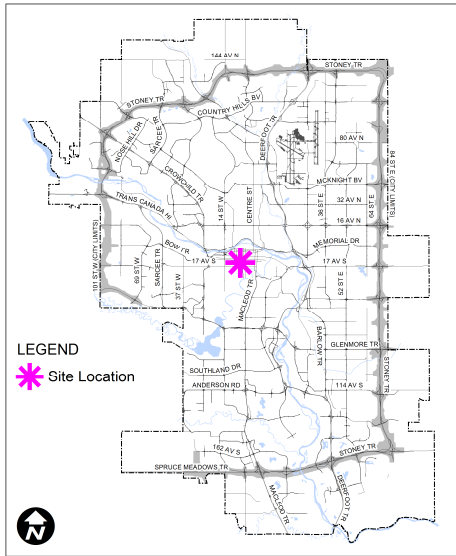 144 AV N
STONEY TR
STONEY TR
COUNTRY HILLS BV
DEERFOOT TR
NOSE HILL DR
SARCEE TR
80 AV N
CROWCHILD TR
MCKNIGHT BV
84 ST E (CITY LIMITS)
14 ST W
CENTRE ST
36 ST E
32 AV N
64 ST E
TRANS CANADA HI
16 AV N
101 ST W (CITY LIMITS)
BOW TR
MEMORIAL DR
69 ST W
SARCEE TR
37 ST W
17 AV S
17 AV S
52 ST E
MACLEOD TR
BARLOW TR
GLENMORE TR
STONEY TR
LEGEND
Site Location
SOUTHLAND DR
ANDERSON RD
114 AV S
162 AV S
STONEY TR
SPRUCE MEADOWS TR
MACLEOD TR
DEERFOOT TR
N